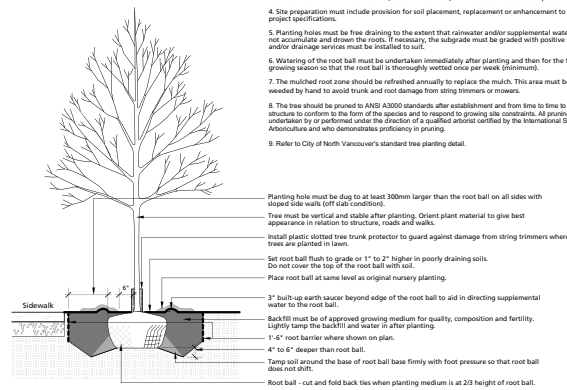 4. Site preparation must include provision for soil placement, replacement or enhancement to
project specifications.
5. Planting holes must be free draining to the extent that rainwater and/or supplemental wate
not accumulate and drown the roots. If necessary, the subgrade must be graded with positive
and/or drainage services must be installed to suit.
6. Watering of the root ball must be undertaken immediately after planting and then for the f
growing season so that the root ball is thoroughly wetted once per week (minimum).
7. The mulched root zone should be refreshed annually to replace the mulch. This area must b
weeded by hand to avoid trunk and root damage from string trimmers or mowers.
8. The tree should be pruned to ANSI A3000 standards after establishment and from time to time to
structure to conform to the form of the species and to respond to growing site constraints. All prunin
undertaken by or performed under the direction of a qualified arborist certified by the International S
Arboriculture and who demonstrates proficiency in pruning.
9. Refer to City of North Vancouver's standard tree planting detail.
Planting hole must be dug to at least 300mm larger than the root ball on all sides with
sloped side walls (off slab condition).
Tree must be vertical and stable after planting. Orient plant material to give best
appearance in relation to structure, roads and walks.
Install plastic slotted tree trunk protector to guard against damage from string trimmers where
trees are planted in lawn.
Set root ball flush to grade or 1" to 2" higher in poorly draining soils.
Do not cover the top of the root ball with soil.
Place root ball at same level as original nursery planting.
6"
3" built-up earth saucer beyond edge of the root ball to aid in directing supplemental
water to the root ball.
Sidewalk
Backfill must be of approved growing medium for quality, composition and fertility.
Lightly tamp the backfill and water in after planting.
1'-6" root barrier where shown on plan.
4" to 6" deeper than root ball.
Tamp soil around the base of root ball base firmly with foot pressure so that root ball
does not shift.
Root ball - cut and fold back ties when planting medium is at 2/3 height of root ball.